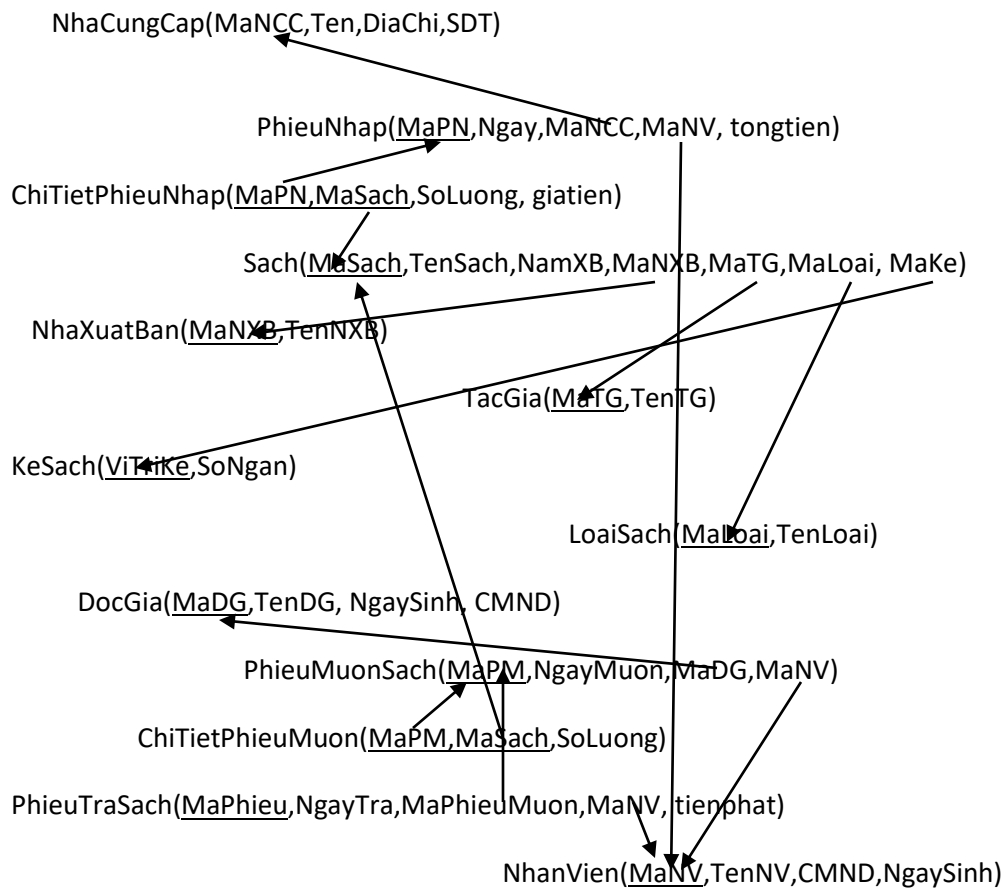 NhaCungCap(MaNCC,Ten,DiaChi,SDT)
PhieuNhap(MaPN,Ngay,MaNCC,MaNV, tongtien)
ChiTietPhieuNhap(MaPN,MaSach,SoLuong, giatien)
Sach(MaSach,TenSach,NamXB,MaNXB,MaTG,MaLoai, MaKe)
NhaXuatBan(MaNXB,TenNXB)
TacGia(MaTG,TenTG)
KeSach(ViTriKe,SoNgan)
LoaiSach(MaLoai,TenLoai)
DocGia(MaDG,TenDG, NgaySinh, CMND)
PhieuMuonSach(MaPM,NgayMuon,MaDG,MaNV)
ChiTietPhieuMuon(MaPM,MaSach,SoLuong)
PhieuTraSach(MaPhieu,NgayTra,MaPhieuMuon,MaNV, tienphat)
NhanVien(MaNV,TenNV,CMND,NgaySinh)